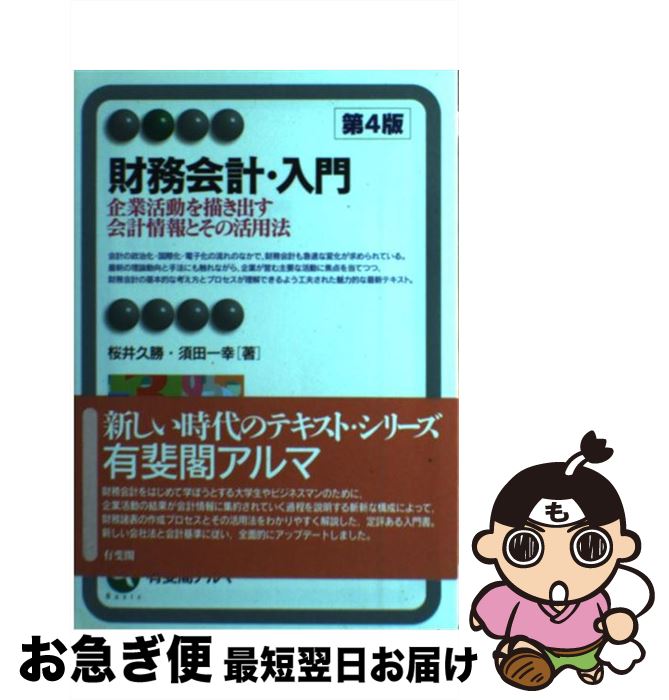 第4版
財務会計・入門
企業活動を描き出す
会計情報とその活用法
会計の政治化・国際化・電子化の流れのなかで、財務会計も急速な変化が求められている。
最新の理論動向と手法にも触れながら、企業が営む主要な活動に焦点を当てつつ、
財務会計の基本的な考え方とプロセスが理解できるよう工夫された魅力的な最新テキスト。
桜井久勝・須田一幸[著]
新しい時代のテキスト・シリーズ
有斐閣アルマ
財務会計をはじめて学ぼうとする大学生やビジネスマンのために、
企業活動の結果が会計情報に集約されていく過程を説明する斬新な構成によって、
財務諸表の作成プロセスとその活用法をわかりやすく解説した、定評ある入門書。
新しい会社法と会計基準に従い、全面的にアップデートしました。
有斐閣
有斐閣アルマ
Basic
も
お急ぎ便 最短翌日お届け